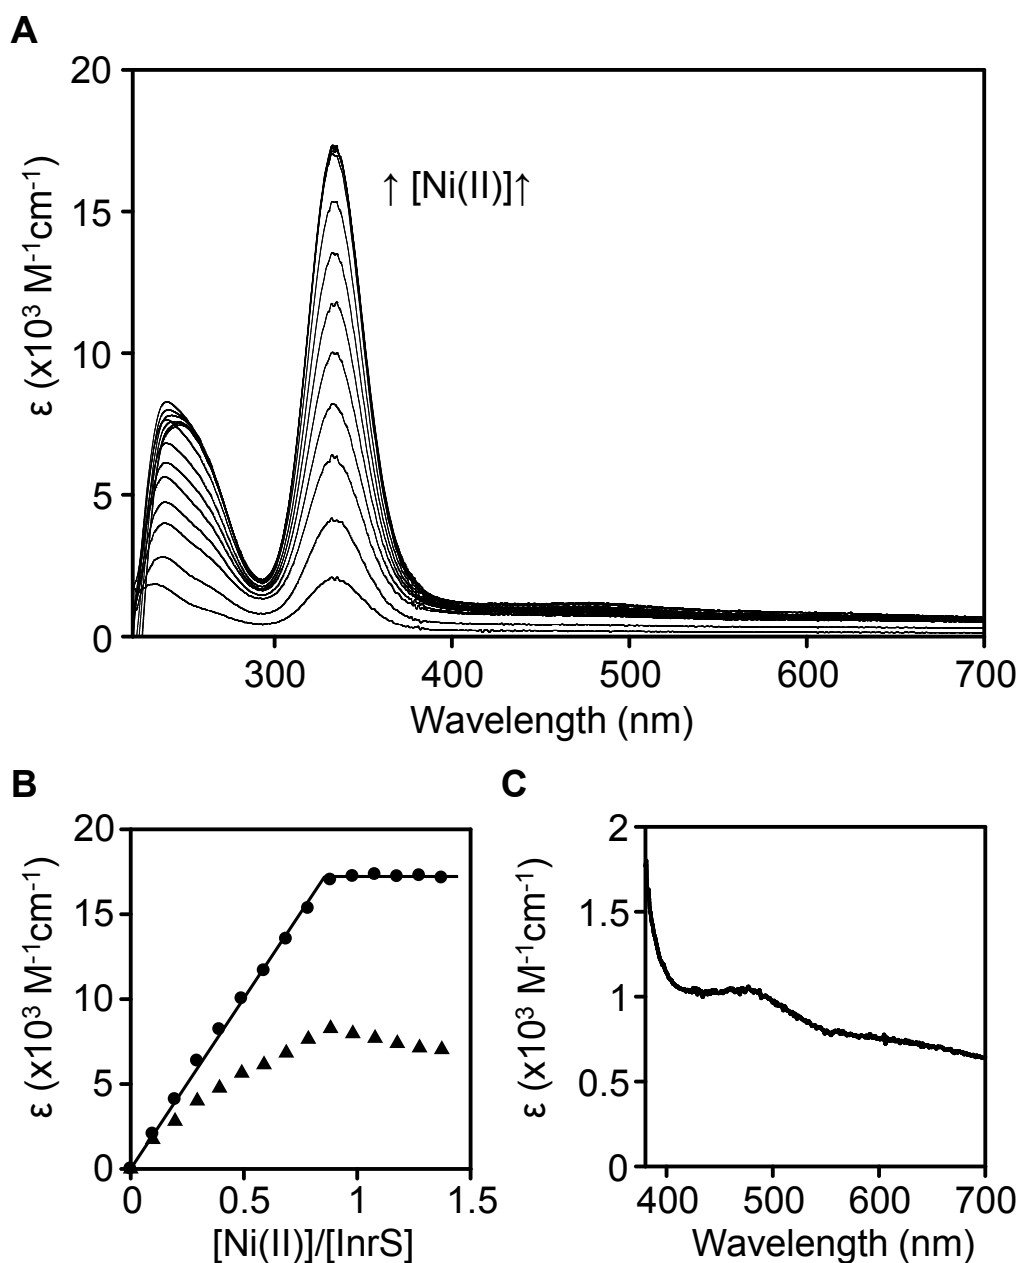 A
20
15
10
5
0
ε (x10³ M⁻¹cm⁻¹)
↑ [Ni(II)]↑
300 400 500 600 700
Wavelength (nm)
B
20
15
10
5
0
ε (x10³ M⁻¹cm⁻¹)
0 0.5 1 1.5
[Ni(II)]/[InrS]
C
2
1.5
1
0.5
0
ε (x10³ M⁻¹cm⁻¹)
400 500 600 700
Wavelength (nm)